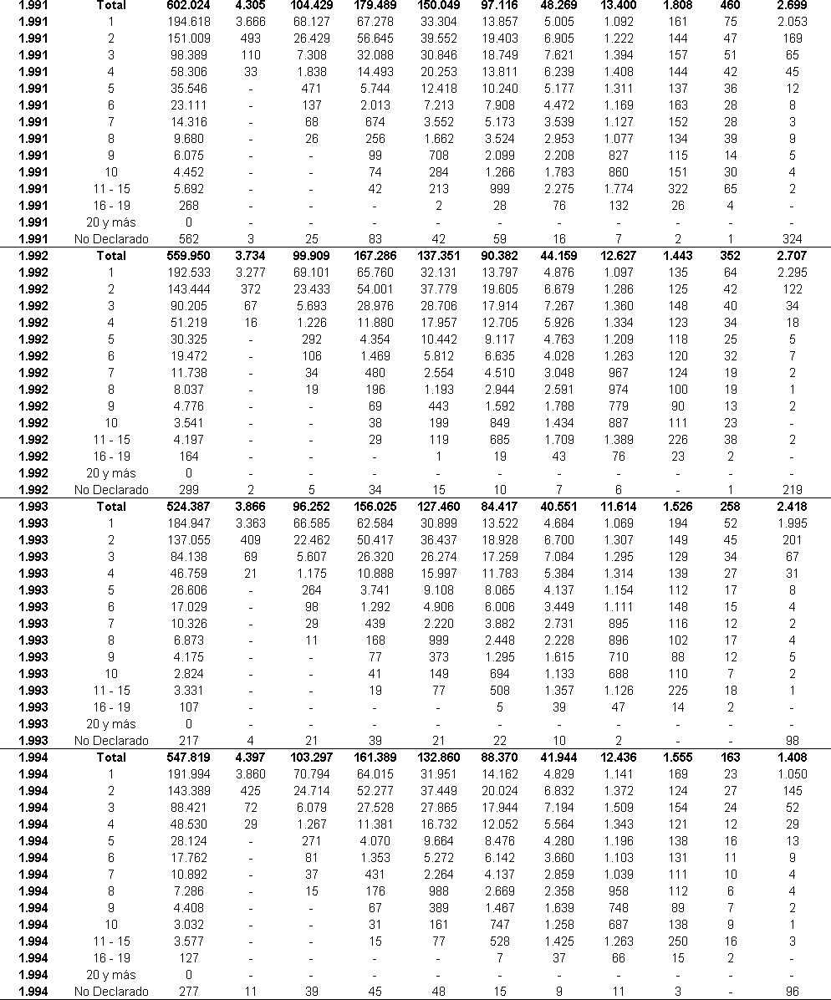 1.991 Total 602.024 4.305 104.429 179.489 150.049 97.116 48.269 13.400 1.808 460 2.699
1.991 1 194.618 3.666 68.127 67.278 33.304 13.857 5.005 1.092 161 75 2.053
1.991 2 151.009 493 26.429 56.645 39.552 19.403 6.905 1.222 144 47 169
1.991 3 98.389 110 7.308 32.088 30.846 18.749 7.621 1.394 157 51 65
1.991 4 58.306 33 1.838 14.493 20.253 13.811 6.239 1.408 144 42 45
1.991 5 35.546 - 471 5.744 12.418 10.240 5.177 1.311 137 36 12
1.991 6 23.111 - 137 2.013 7.213 7.908 4.472 1.169 163 28 8
1.991 7 14.316 - 68 674 3.552 5.173 3.539 1.127 152 28 3
1.991 8 9.680 - 26 256 1.662 3.524 2.953 1.077 134 39 9
1.991 9 6.075 - - 99 708 2.099 2.208 827 115 14 5
1.991 10 4.452 - - 74 284 1.266 1.783 860 151 30 4
1.991 11 - 15 5.692 - - 42 213 999 2.275 1.774 322 65 2
1.991 16 - 19 268 - - - 2 28 76 132 26 4 -
1.991 20 y más 0 - - - - - - - - - -
1.991 No Declarado 562 3 25 83 42 59 16 7 2 1 324
1.992 Total 559.950 3.734 99.909 167.286 137.351 90.382 44.159 12.627 1.443 352 2.707
1.992 1 192.533 3.277 69.101 65.760 32.131 13.797 4.876 1.097 135 64 2.295
1.992 2 143.444 372 23.433 54.001 37.779 19.605 6.679 1.286 125 42 122
1.992 3 90.205 67 5.693 28.976 28.706 17.914 7.267 1.360 148 40 34
1.992 4 51.219 16 1.226 11.880 17.957 12.705 5.926 1.334 123 34 18
1.992 5 30.325 - 292 4.354 10.442 9.117 4.763 1.209 118 25 5
1.992 6 19.472 - 106 1.469 5.812 6.635 4.028 1.263 120 32 7
1.992 7 11.738 - 34 480 2.554 4.510 3.048 967 124 19 2
1.992 8 8.037 - 19 196 1.193 2.944 2.591 974 100 19 1
1.992 9 4.776 - - 69 443 1.592 1.788 779 90 13 2
1.992 10 3.541 - - 38 199 849 1.434 887 111 23 -
1.992 11 - 15 4.197 - - 29 119 685 1.709 1.389 226 38 2
1.992 16 - 19 164 - - - 1 19 43 76 23 2 -
1.992 20 y más 0 - - - - - - - - - -
1.992 No Declarado 299 2 5 34 15 10 7 6 - 1 219
1.993 Total 524.387 3.866 96.252 156.025 127.460 84.417 40.551 11.614 1.526 258 2.418
1.993 1 184.947 3.363 66.585 62.584 30.899 13.522 4.684 1.069 194 52 1.995
1.993 2 137.055 409 22.462 50.417 36.437 18.928 6.700 1.307 149 45 201
1.993 3 84.138 69 5.607 26.320 26.274 17.259 7.084 1.295 129 34 67
1.993 4 46.759 21 1.175 10.888 15.997 11.783 5.384 1.314 139 27 31
1.993 5 26.606 - 264 3.741 9.108 8.065 4.137 1.154 112 17 8
1.993 6 17.029 - 98 1.292 4.906 6.006 3.449 1.111 148 15 4
1.993 7 10.326 - 29 439 2.220 3.882 2.731 895 116 12 2
1.993 8 6.873 - 11 168 999 2.448 2.228 896 102 17 4
1.993 9 4.175 - - 77 373 1.295 1.615 710 88 12 5
1.993 10 2.824 - - 41 149 694 1.133 688 110 7 2
1.993 11 - 15 3.331 - - 19 77 508 1.357 1.126 225 18 1
1.993 16 - 19 107 - - - - 5 39 47 14 2 -
1.993 20 y más 0 - - - - - - - - - -
1.993 No Declarado 217 4 21 39 21 22 10 2 - - 98
1.994 Total 547.819 4.397 103.297 161.389 132.860 88.370 41.944 12.436 1.555 163 1.408
1.994 1 191.994 3.860 70.794 64.015 31.951 14.162 4.829 1.141 169 23 1.050
1.994 2 143.389 425 24.714 52.277 37.449 20.024 6.832 1.372 124 27 145
1.994 3 88.421 72 6.079 27.528 27.865 17.944 7.194 1.509 154 24 52
1.994 4 48.530 29 1.267 11.381 16.732 12.052 5.564 1.343 121 12 29
1.994 5 28.124 - 271 4.070 9.664 8.476 4.280 1.196 138 16 13
1.994 6 17.762 - 81 1.353 5.272 6.142 3.660 1.103 131 11 9
1.994 7 10.892 - 37 431 2.264 4.137 2.859 1.039 111 10 4
1.994 8 7.286 - 15 176 988 2.669 2.358 958 112 6 4
1.994 9 4.408 - - 67 389 1.467 1.639 748 89 7 2
1.994 10 3.032 - - 31 161 747 1.258 687 138 9 1
1.994 11 - 15 3.577 - - 15 77 528 1.425 1.263 250 16 3
1.994 16 - 19 127 - - - - 7 37 66 15 2 -
1.994 20 y más 0 - - - - - - - - - -
1.994 No Declarado 277 11 39 45 48 15 9 11 3 - 96